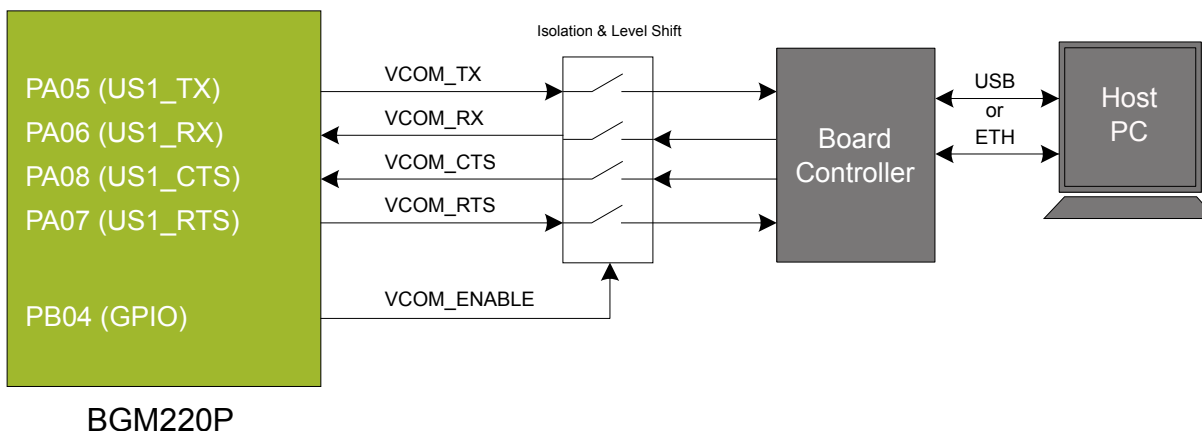 Isolation & Level Shift
PA05 (US1_TX)
VCOM_TX
PA06 (US1_RX)
VCOM_RX
PA08 (US1_CTS)
VCOM_CTS
PA07 (US1_RTS)
VCOM_RTS
PB04 (GPIO)
VCOM_ENABLE
Board
Controller
USB
or
ETH
Host
PC
BGM220P